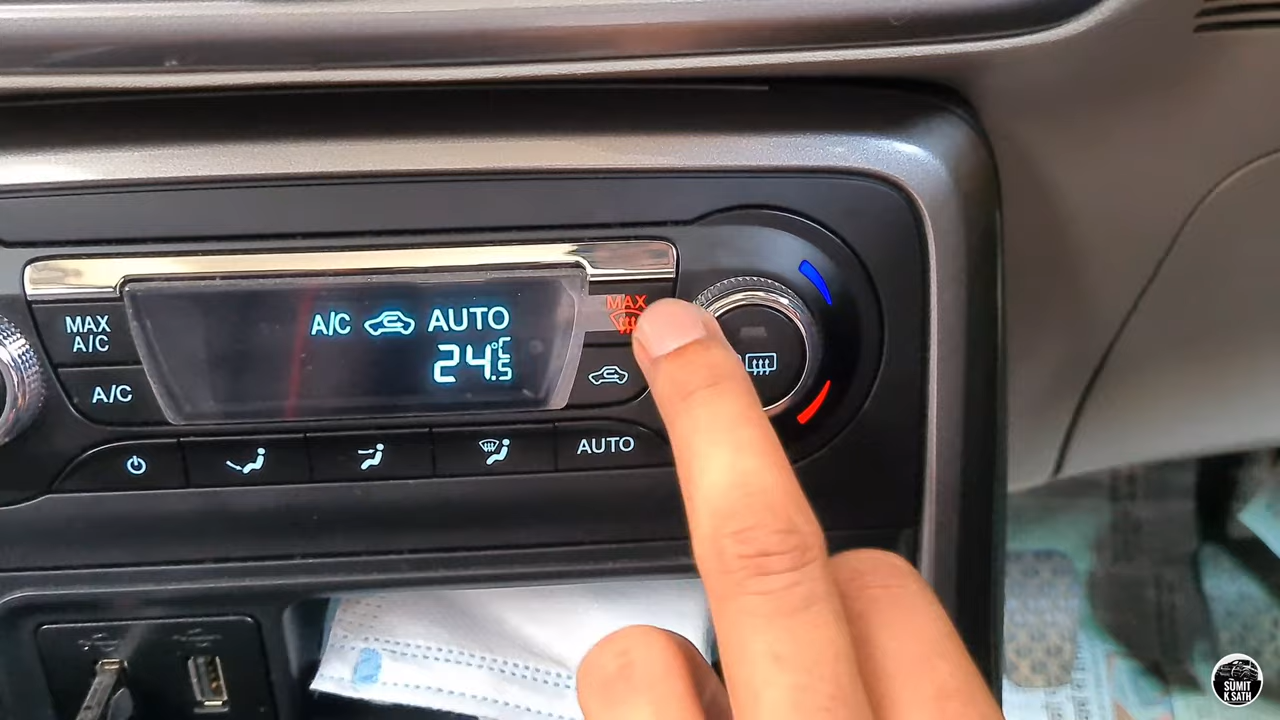 MAX
A/C
A/C
A/C AUTO
24.5°C
MAX
AUTO
SUMIT
K SATH